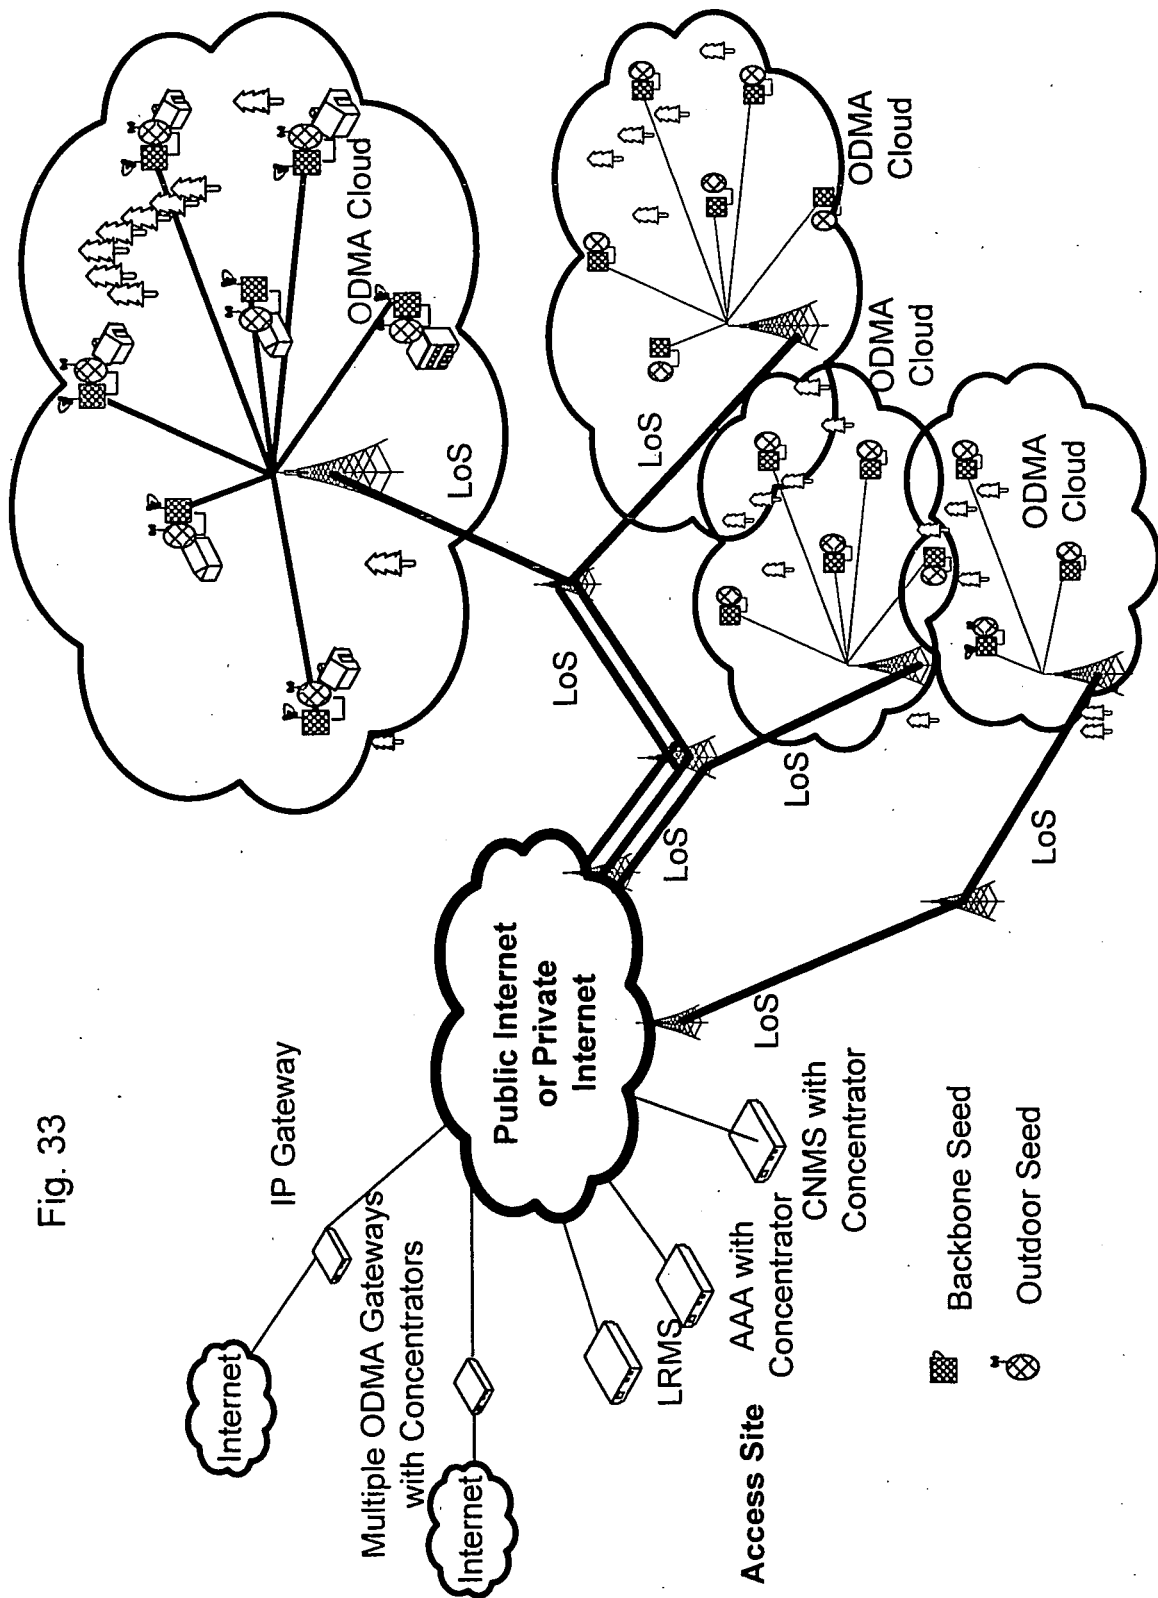 Fig. 33
Internet
IP Gateway
Multiple ODMA Gateways
with Concentrators
Internet
Public Internet
or Private
Internet
LRMS
AAA with
Concentrator
CNMS with
Concentrator
Access Site
Backbone Seed
Outdoor Seed
LoS
LoS
LoS
LoS
LoS
LoS
LoS
ODMA Cloud
ODMA
Cloud
ODMA
Cloud
ODMA
Cloud